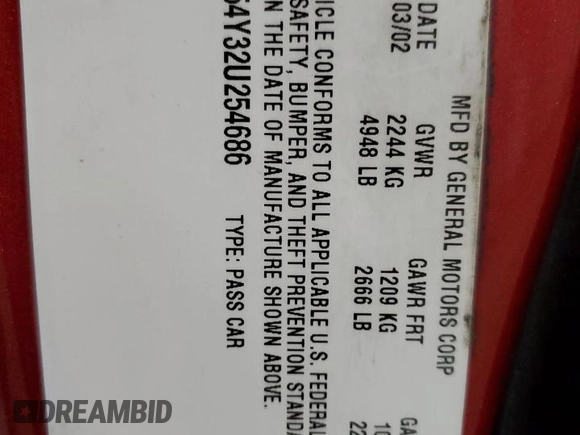 MFD BY GENERAL MOTORS CORP
DATE GVWR GAWR FRT
03/02 2244 KG 1209 KG
4948 LB 2666 LB
CONFORMS TO ALL APPLICABLE U.S. FEDERAL
SAFETY, BUMPER, AND THEFT PREVENTION
THE DATE OF MANUFACTURE SHOWN ABOVE.
4Y32U254686 TYPE: PASS CAR
DREAMBID